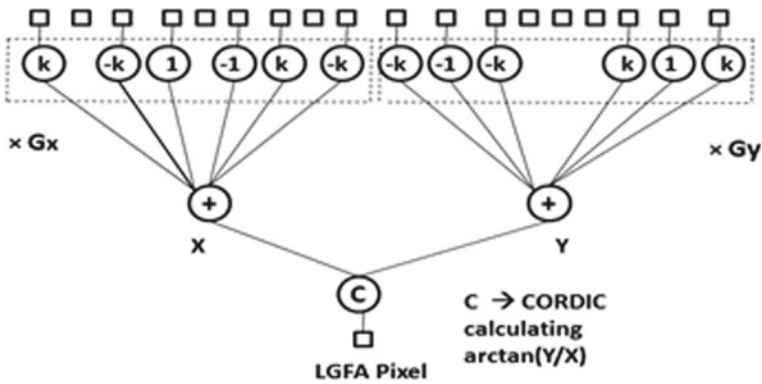 k -k 1 -1 k -k -k -1 -k k 1 k
× Gx
× Gy
+ +
X Y
C
C → CORDIC
calculating
arctan(Y/X)
LGFA Pixel